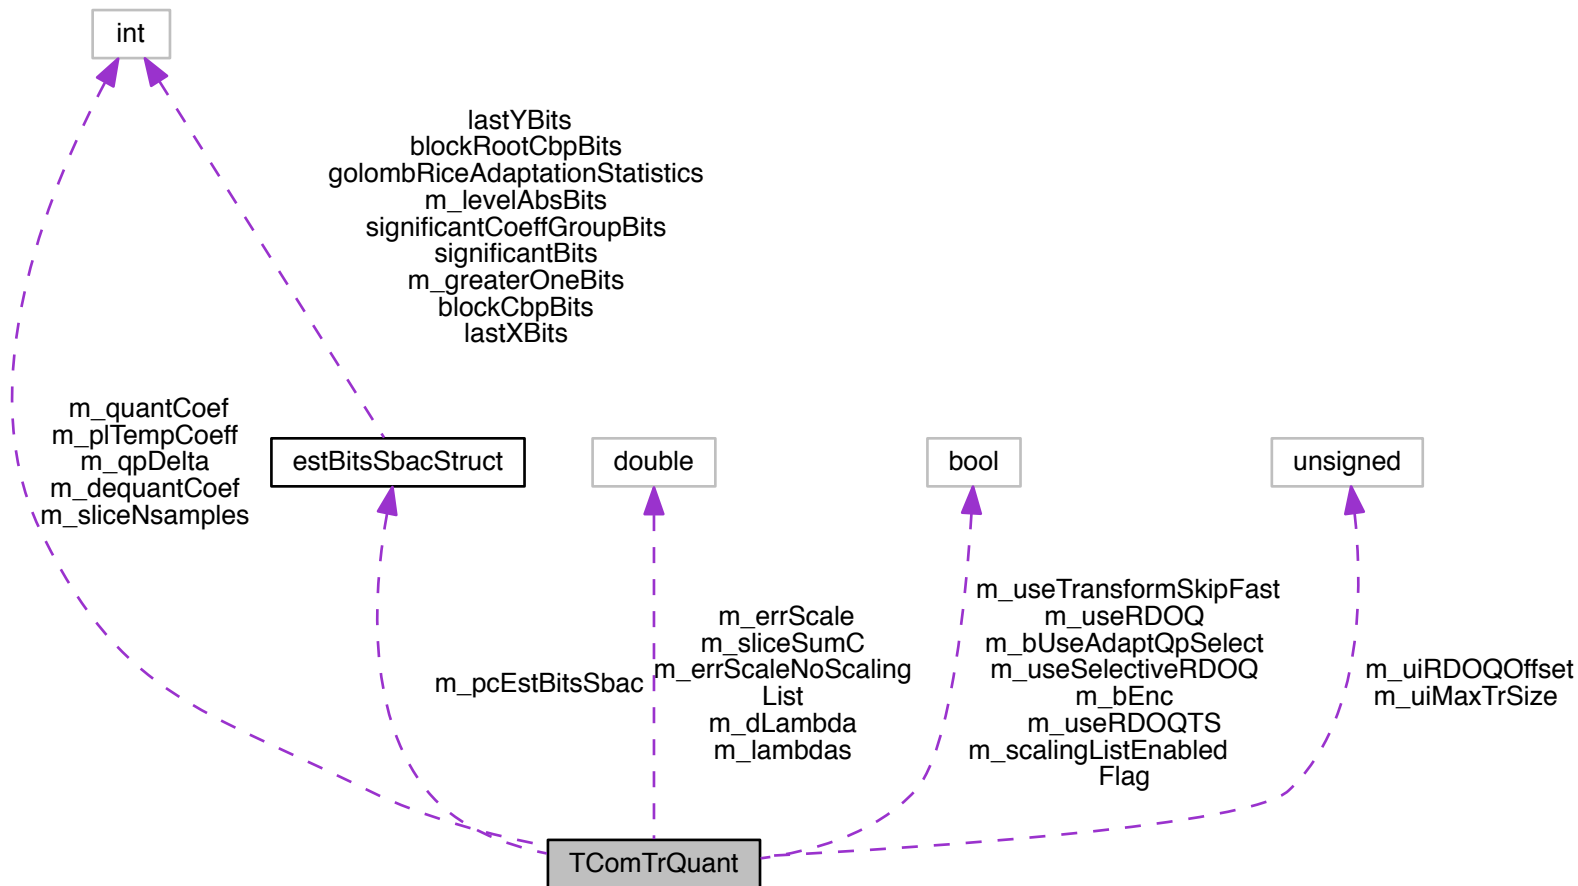 int
lastYBits
blockRootCbpBits
golombRiceAdaptationStatistics
m_levelAbsBits
significantCoeffGroupBits
significantBits
m_greaterOneBits
blockCbpBits
lastXBits
m_quantCoef
m_plTempCoeff
m_qpDelta
m_dequantCoef
m_sliceNsamples
estBitsSbacStruct
double
bool
unsigned
m_pcEstBitsSbac
m_errScale
m_sliceSumC
m_errScaleNoScaling
List
m_dLambda
m_lambdas
m_useTransformSkipFast
m_useRDOQ
m_bUseAdaptQpSelect
m_useSelectiveRDOQ
m_bEnc
m_useRDOQTS
m_scalingListEnabled
Flag
m_uiRDOQOffset
m_uiMaxTrSize
TComTrQuant